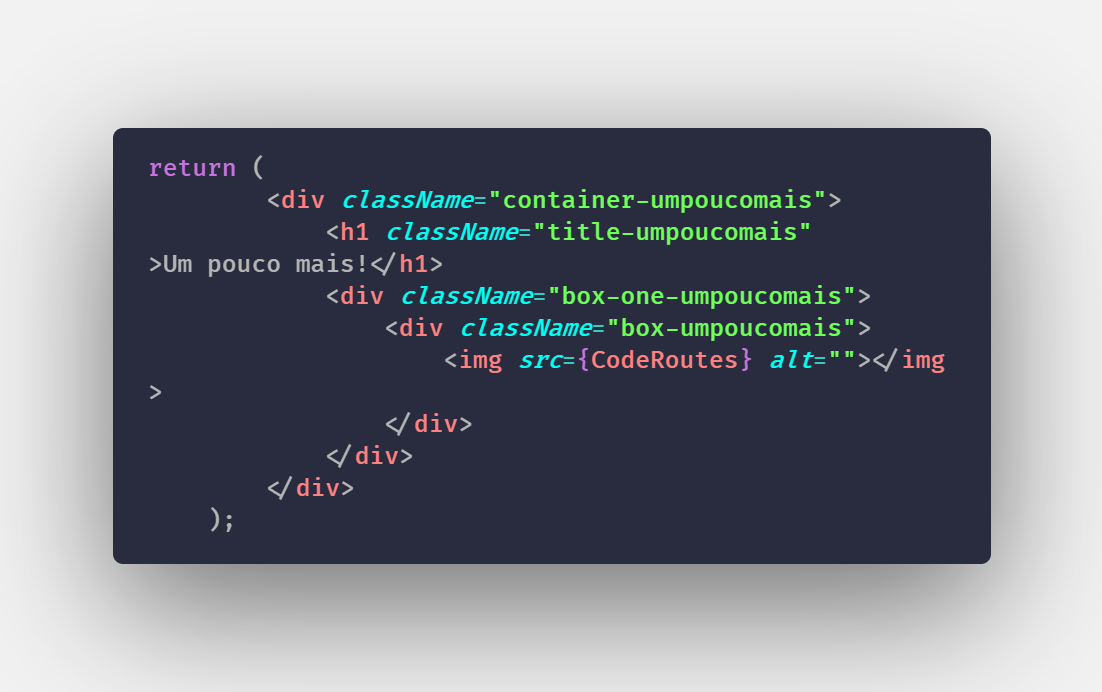 return (
        <div className="container-umpoucomais">
            <h1 className="title-umpoucomais"
>Um pouco mais!</h1>
            <div className="box-one-umpoucomais">
                <div className="box-umpoucomais">
                    <img src={CodeRoutes} alt=""></img
>
                </div>
            </div>
        </div>
    );